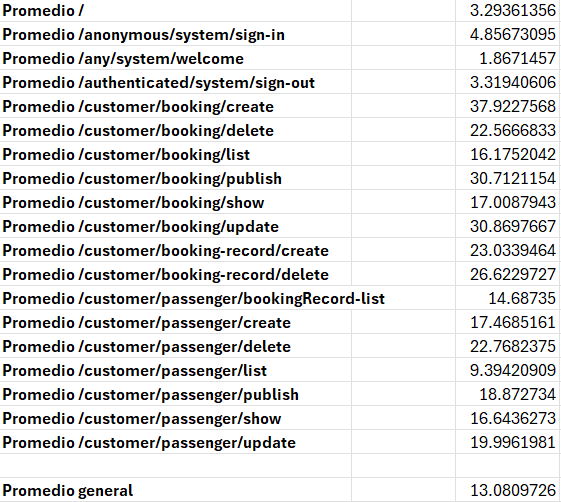 Promedio / 3.29361356
Promedio /anonymous/system/sign-in 4.85673095
Promedio /any/system/welcome 1.8671457
Promedio /authenticated/system/sign-out 3.31940606
Promedio /customer/booking/create 37.9227568
Promedio /customer/booking/delete 22.5666833
Promedio /customer/booking/list 16.1752042
Promedio /customer/booking/publish 30.7121154
Promedio /customer/booking/show 17.0087943
Promedio /customer/booking/update 30.8697667
Promedio /customer/booking-record/create 23.0339464
Promedio /customer/booking-record/delete 26.6229727
Promedio /customer/passenger/bookingRecord-list 14.68735
Promedio /customer/passenger/create 17.4685161
Promedio /customer/passenger/delete 22.7682375
Promedio /customer/passenger/list 9.39420909
Promedio /customer/passenger/publish 18.872734
Promedio /customer/passenger/show 16.6436273
Promedio /customer/passenger/update 19.9961981
Promedio general 13.0809726